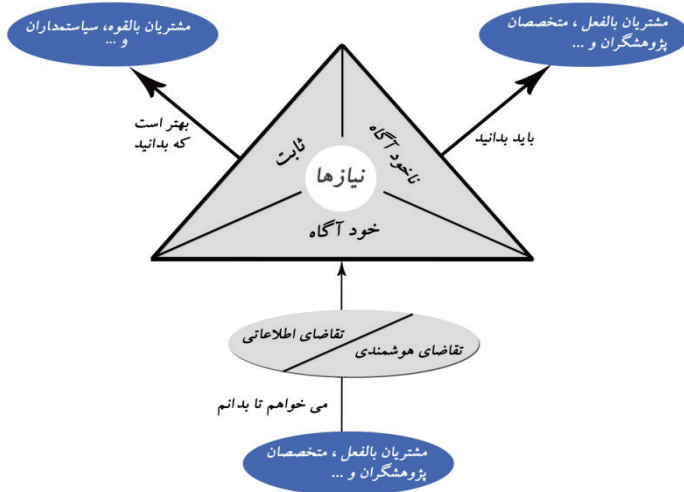 مشتریان بالفعل ، متخصصان
پژوهشگران و ...
مشتریان بالقوه، سیاستمداران
و ...
باید بدانید
بهتر است
که بدانید
ناخود آگاه
ثابت
نیازها
خود آگاه
تقاضای اطلاعاتی
تقاضای هوشمندی
می خواهم تا بدانم
مشتریان بالفعل ، متخصصان
پژوهشگران و ...